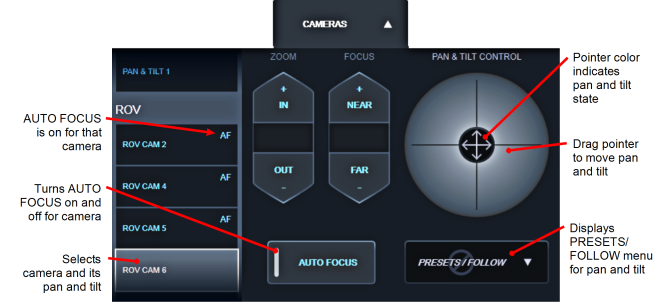 CAMERAS ▲
ZOOM
FOCUS
PAN & TILT CONTROL
PAN & TILT 1
ROV
ROV CAM 2 AF
ROV CAM 4 AF
ROV CAM 5 AF
ROV CAM 6
+
IN
OUT
-
+
NEAR
FAR
-
AUTO FOCUS
PRESETS / FOLLOW ▼
AUTO FOCUS
is on for that
camera
Turns AUTO
FOCUS on and
off for camera
Selects
camera and its
pan and tilt
Pointer color
indicates
pan and tilt
state
Drag pointer
to move pan
and tilt
Displays
PRESETS/
FOLLOW menu
for pan and tilt